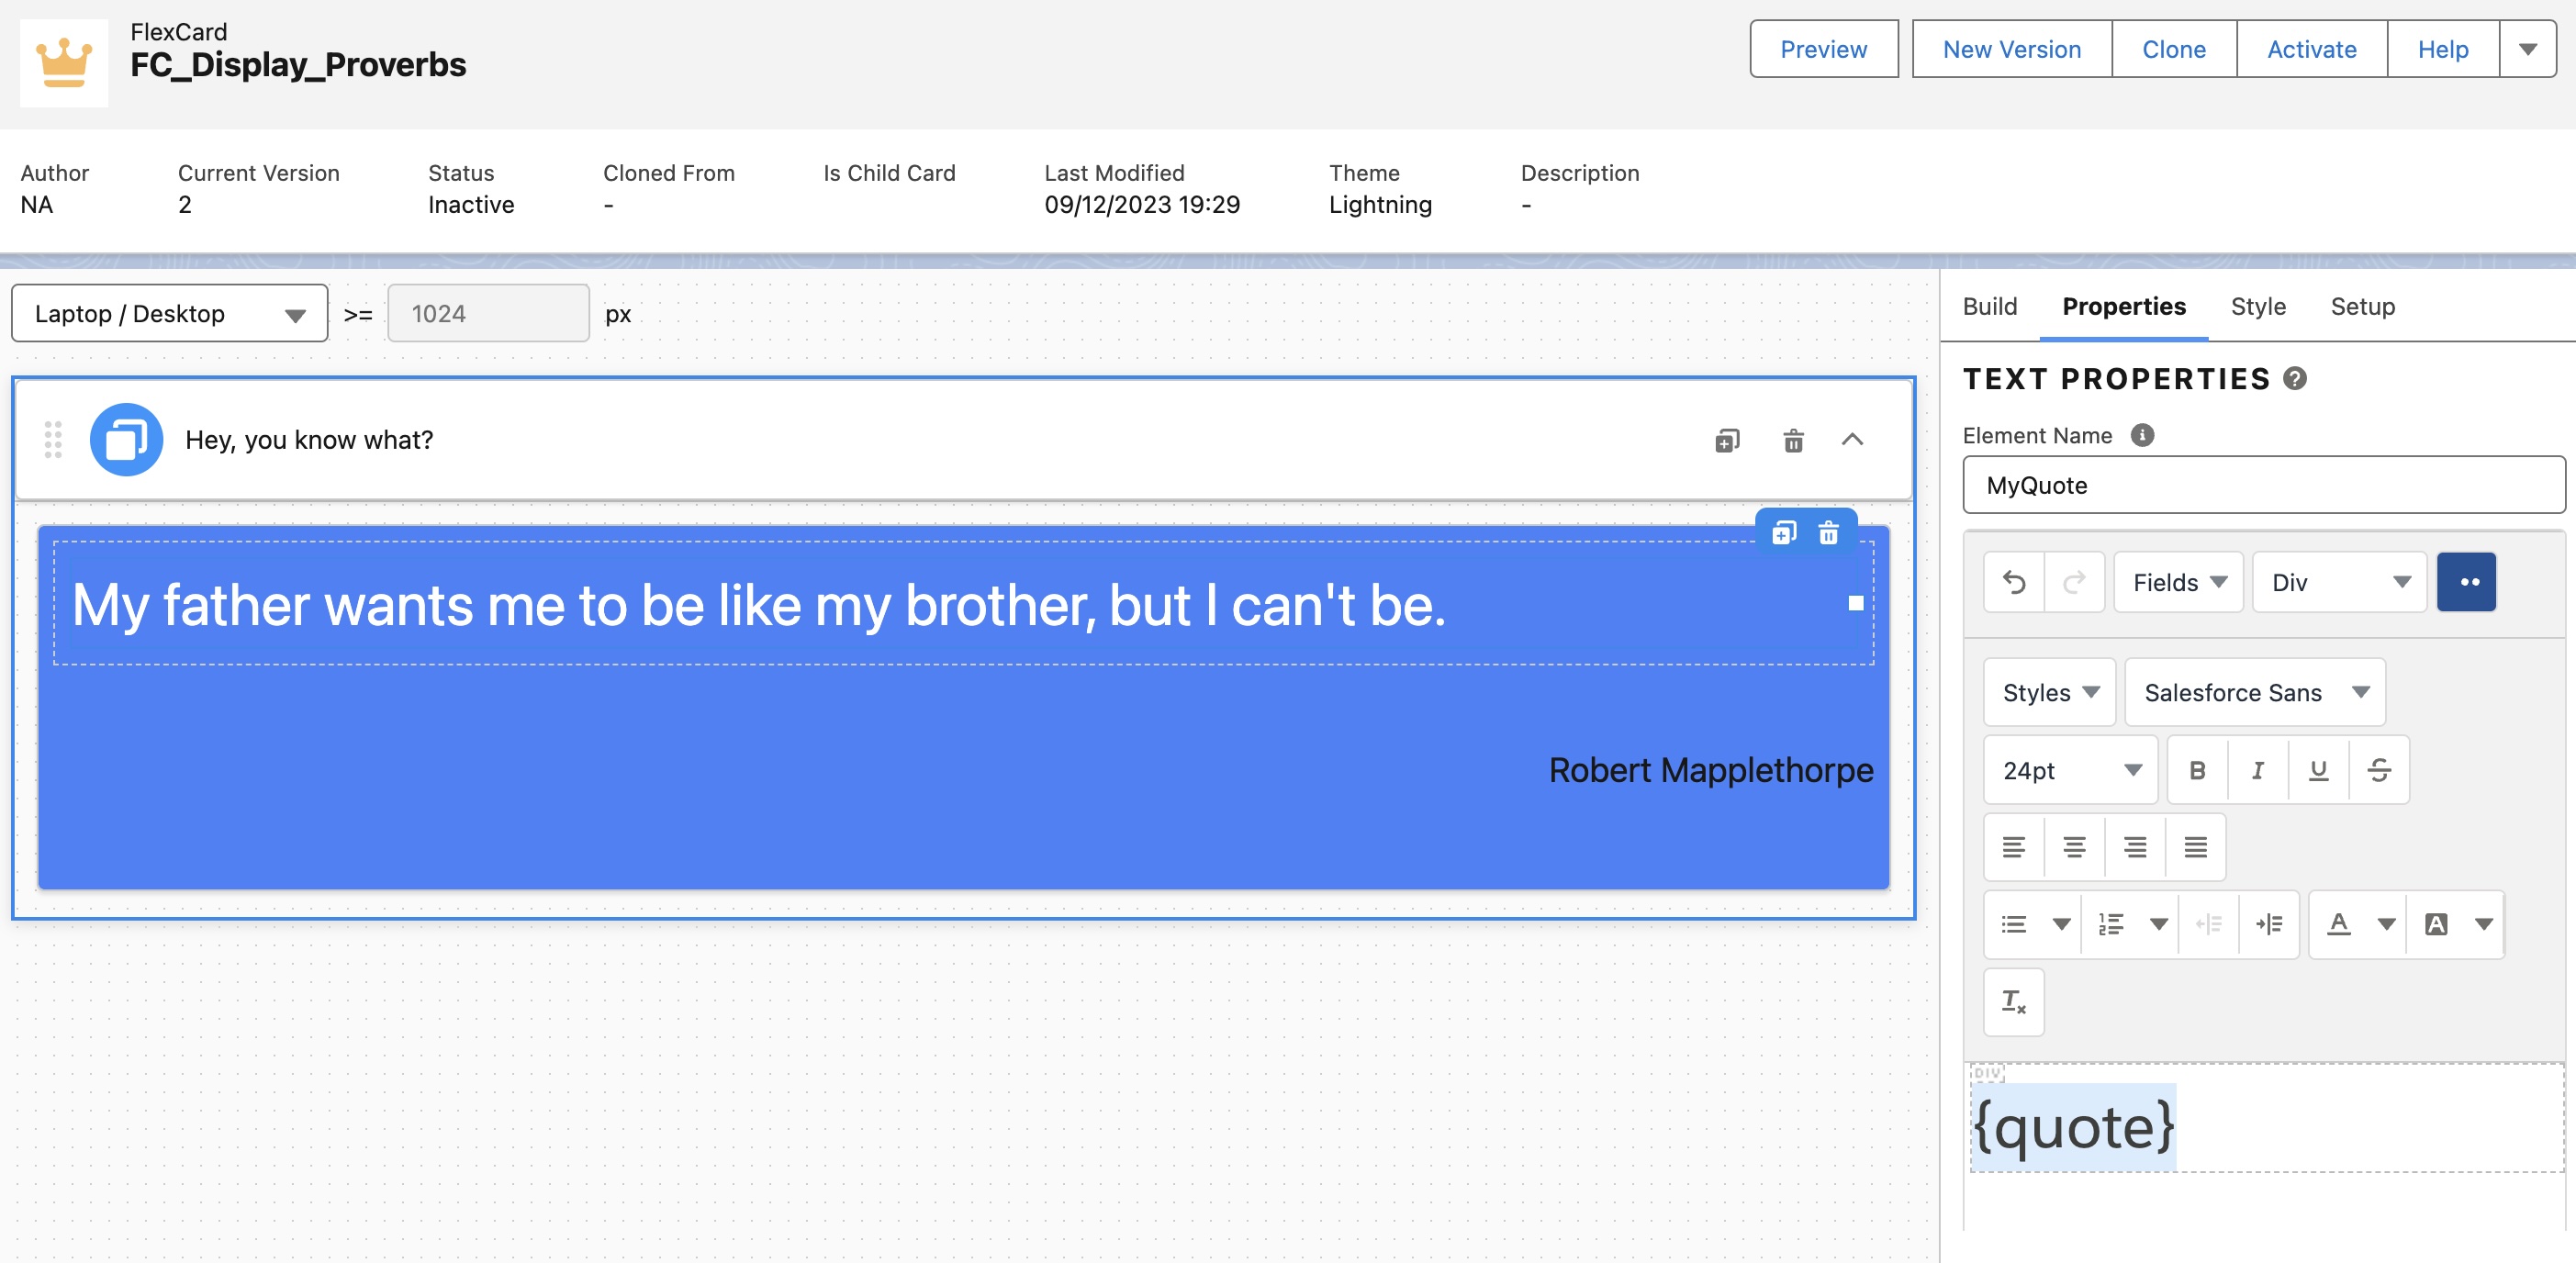 FlexCard
FC_Display_Proverbs
Preview New Version Clone Activate Help
Author Current Version Status Cloned From Is Child Card Last Modified Theme Description
NA 2 Inactive - 09/12/2023 19:29 Lightning -
Laptop / Desktop >= 1024 px
Build Properties Style Setup
TEXT PROPERTIES ?
Element Name i
MyQuote
Hey, you know what?
My father wants me to be like my brother, but I can't be.
Robert Mapplethorpe
Fields Div
Styles Salesforce Sans
24pt B I U S
A A
DIV
{quote}